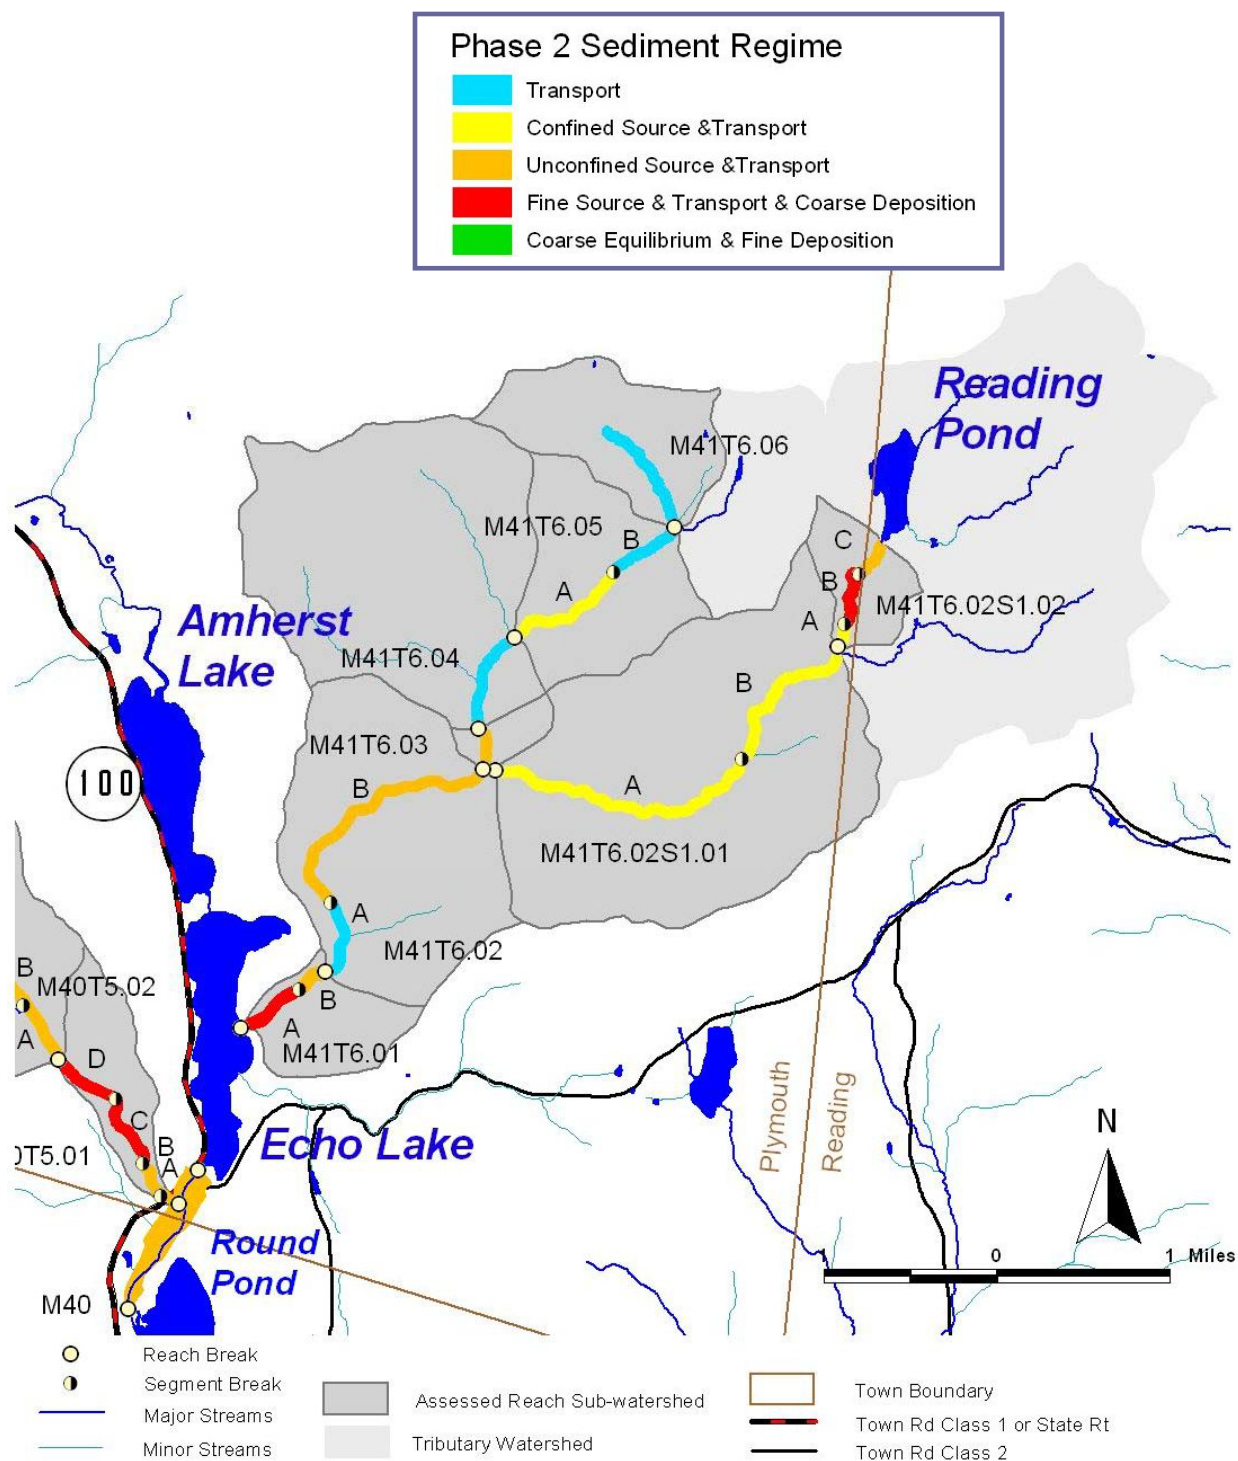 Phase 2 Sediment Regime
Transport
Confined Source &Transport
Unconfined Source &Transport
Fine Source & Transport & Coarse Deposition
Coarse Equilibrium & Fine Deposition
Reading
Pond
M41T6.06
M41T6.05
B
C
A
B
M41T6.02S1.02
A
Amherst
Lake
M41T6.04
B
M41T6.03
100
B
A
M41T6.02S1.01
A
M41T6.02
B
M40T5.02
B
A
A
D
M41T6.01
C
B
Echo Lake
0T5.01
A
Plymouth
Reading
N
Round
Pond
0
1 Miles
M40
Reach Break
Segment Break
Major Streams
Minor Streams
Assessed Reach Sub-watershed
Tributary Watershed
Town Boundary
Town Rd Class 1 or State Rt
Town Rd Class 2